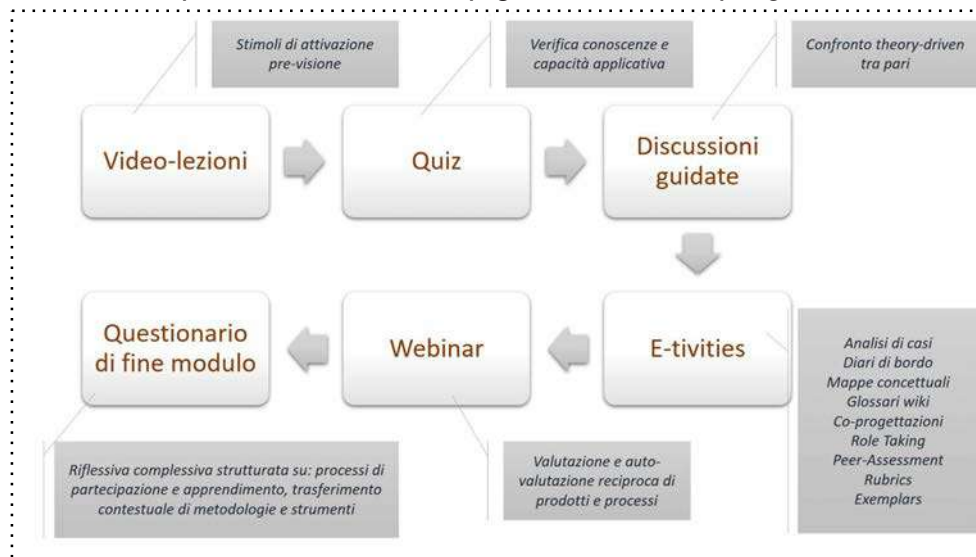 Stimoli di attivazione
pre-visione
Verifica conoscenze e
capacità applicativa
Confronto theory-driven
tra pari
Video-lezioni
Quiz
Discussioni
guidate
Questionario
di fine modulo
Webinar
E-tivities
Analisi di casi
Diari di bordo
Mappe concettuali
Glossari wiki
Co-progettazioni
Role Taking
Peer-Assessment
Rubrics
Exemplars
Riflessiva complessiva strutturata su: processi di
partecipazione e apprendimento, trasferimento
contestuale di metodologie e strumenti
Valutazione e auto-
valutazione reciproca di
prodotti e processi